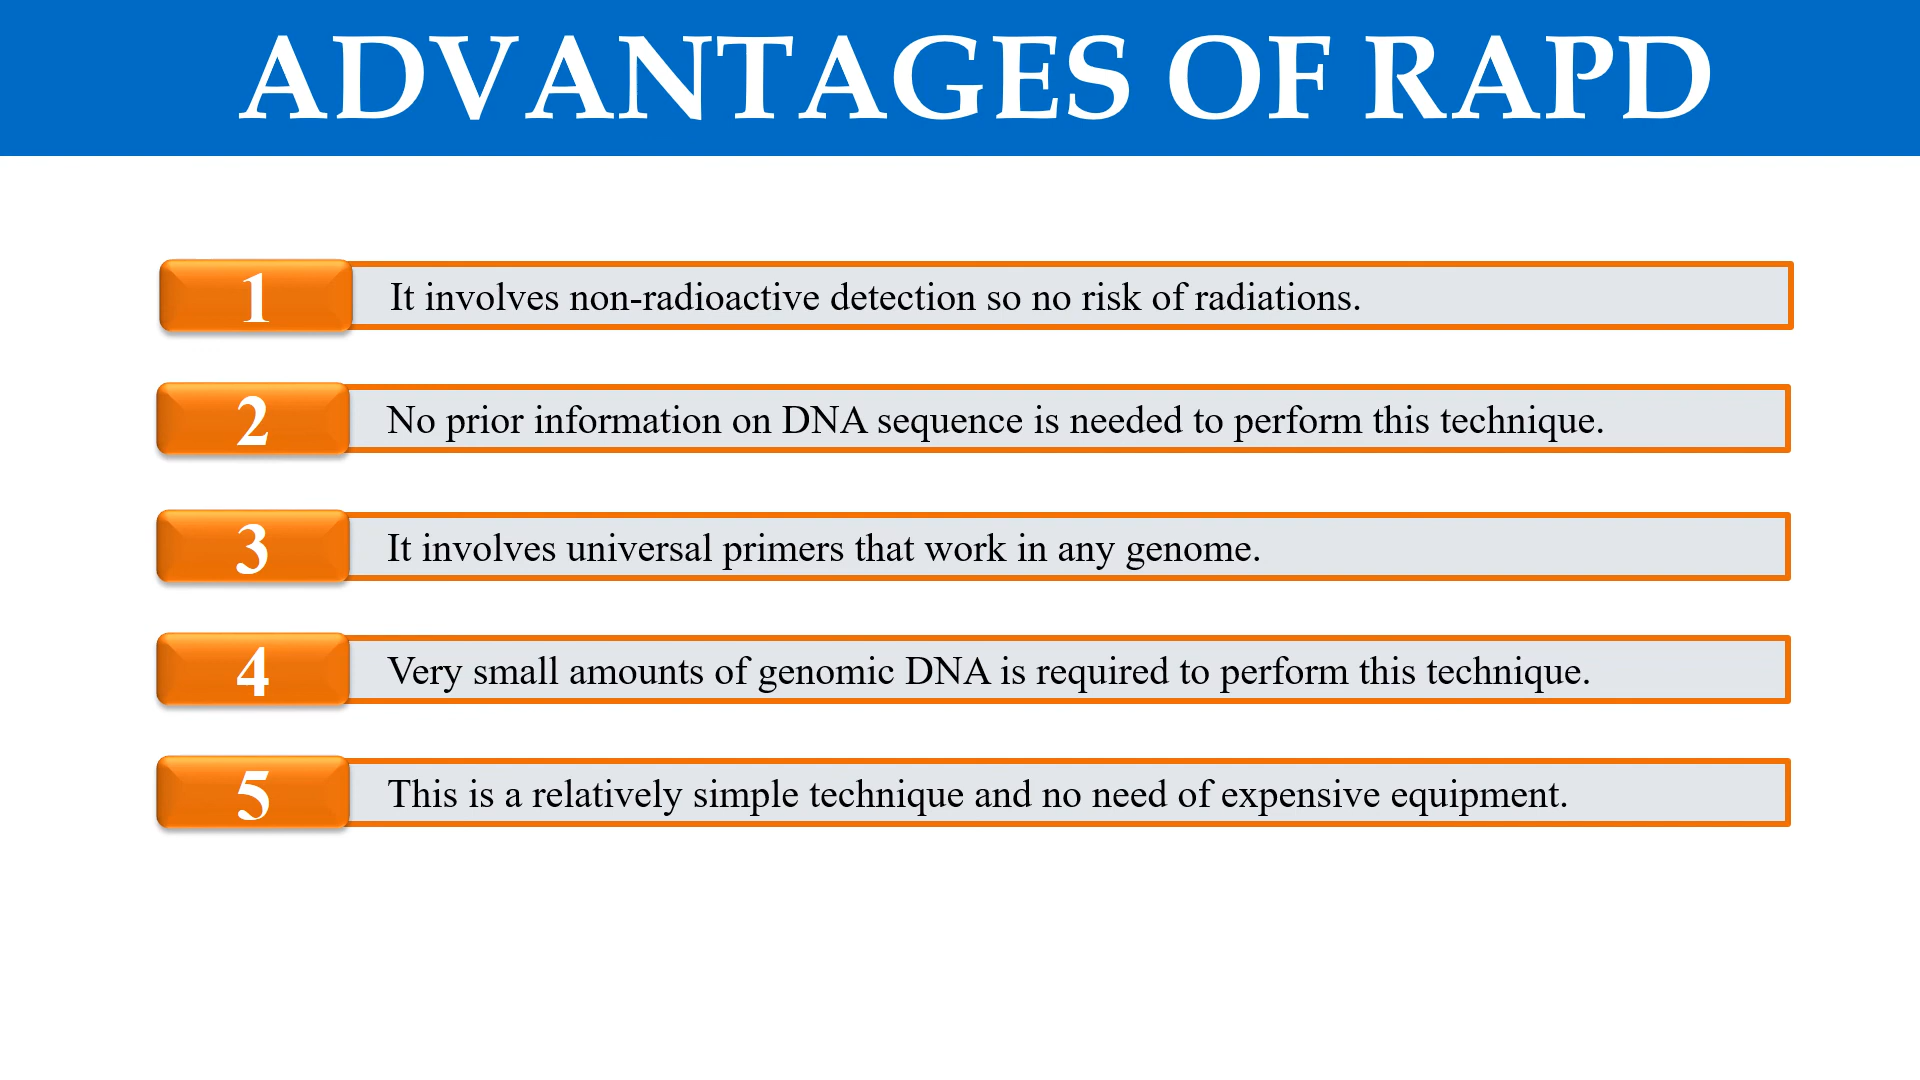 ADVANTAGES OF RAPD
1 It involves non-radioactive detection so no risk of radiations.
2 No prior information on DNA sequence is needed to perform this technique.
3 It involves universal primers that work in any genome.
4 Very small amounts of genomic DNA is required to perform this technique.
5 This is a relatively simple technique and no need of expensive equipment.